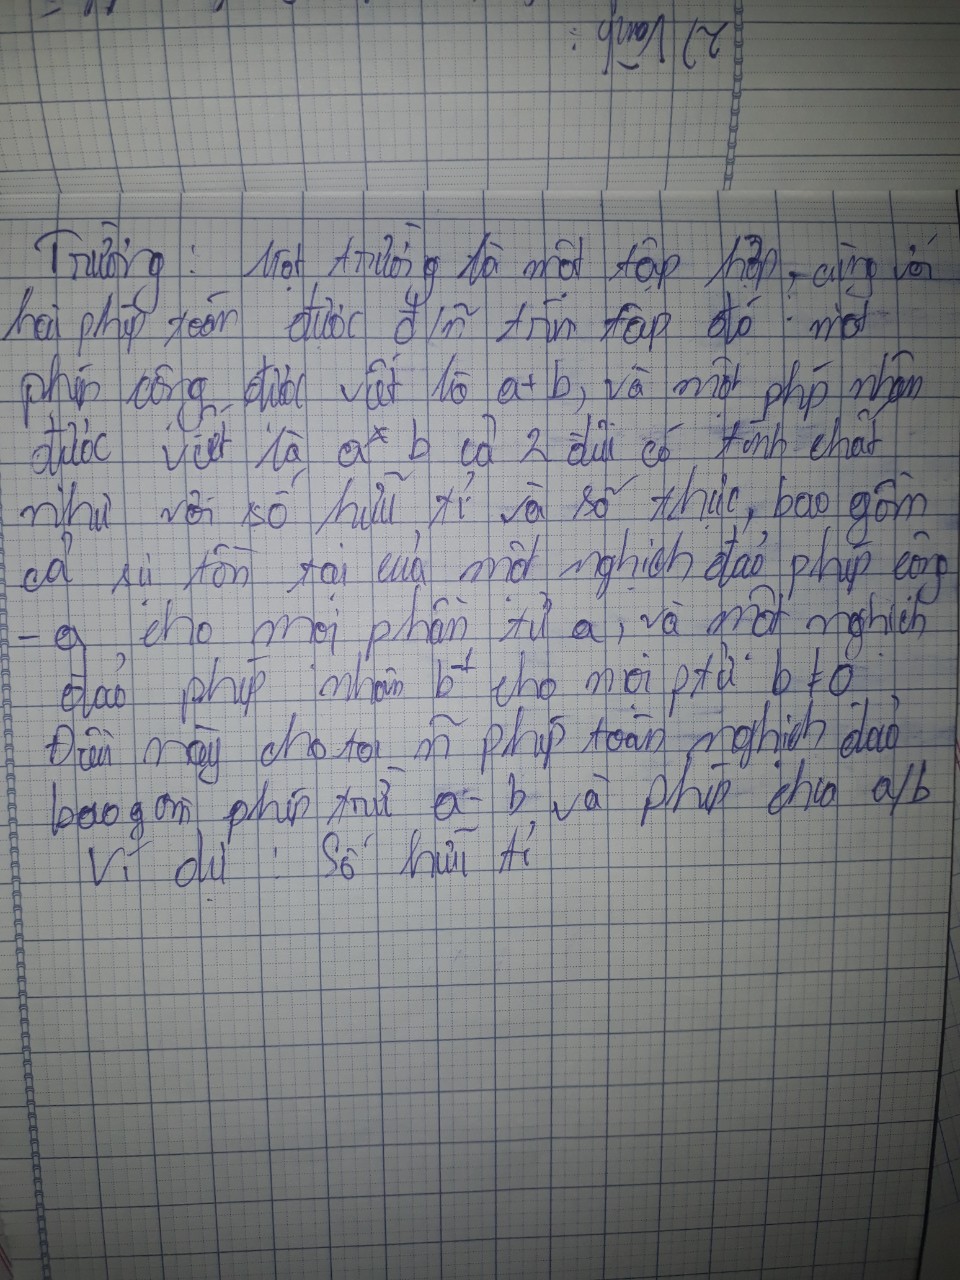 2) Vành :
Trường : Một trường là một tập hợp, cùng với
hai phép toán được đ/n trên tập đó : một
phép cộng được viết là a+b, và một phép nhân
được viết là a* b cả 2 đều có tính chất
như với số hữu tỉ và số thực, bao gồm
cả sự tồn tại của một nghịch đảo phép cộng
-a cho mọi phần tử a, và một nghịch
đảo phép nhân b⁻¹ cho mọi ptử b≠0
Điều này cho tơi phép toán nghịch đảo
bao gồm phép trừ a-b và phép chia a/b
Ví dụ : Số hữu tỉ